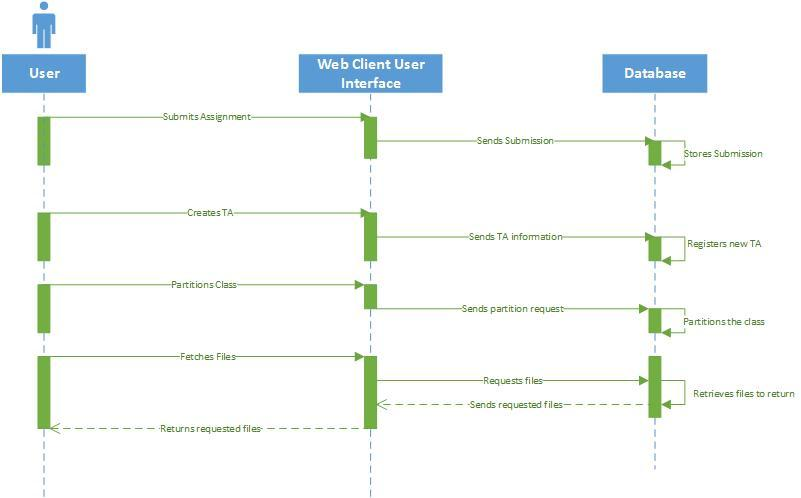 User
Web Client User
Interface
Database
Submits Assignment
Sends Submission
Stores Submission
Creates TA
Sends TA information
Registers new TA
Partitions Class
Sends partition request
Partitions the class
Fetches Files
Requests files
Retrieves files to return
Sends requested files
Returns requested files